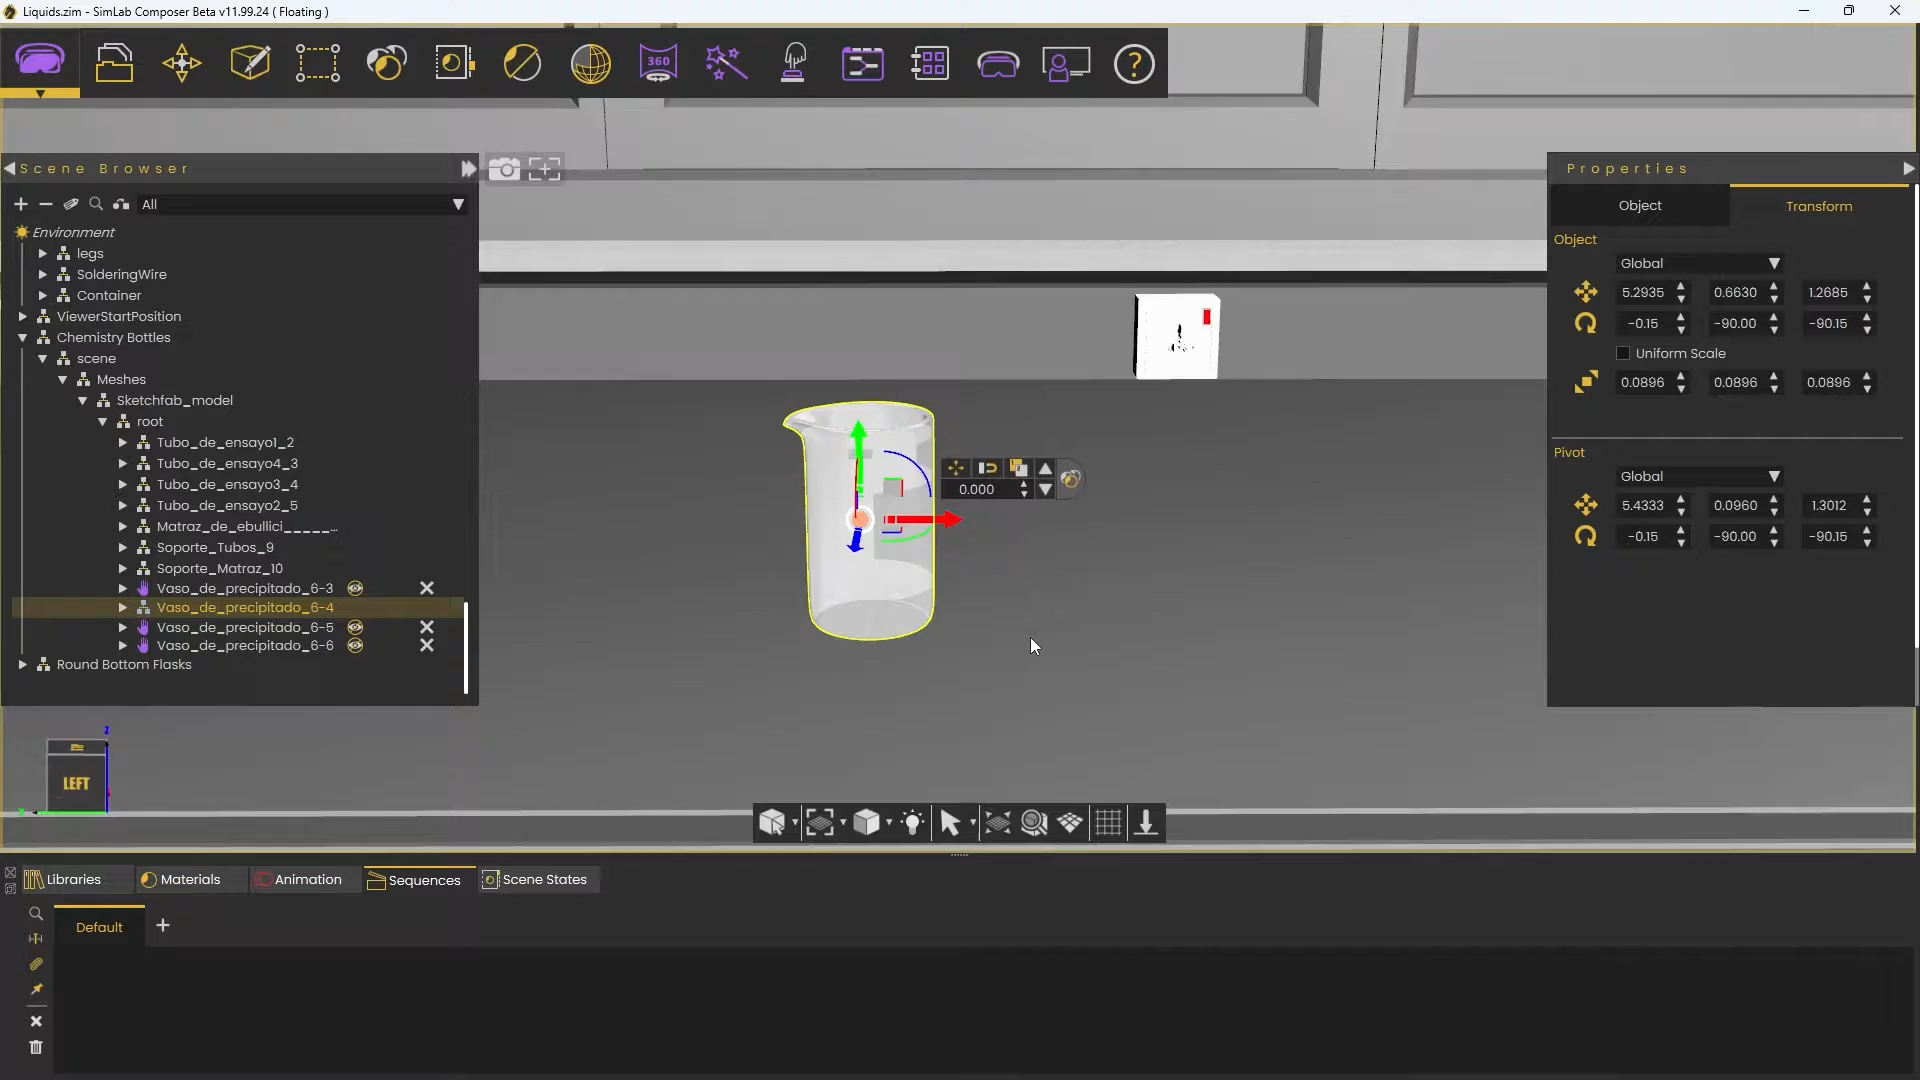 Liquids.zim - SimLab Composer Beta v11.99.24 ( Floating )
360
Scene Browser
All
Environment
legs
SolderingWire
Container
ViewerStartPosition
Chemistry Bottles
scene
Meshes
Sketchfab_model
root
Tubo_de_ensayo1_2
Tubo_de_ensayo4_3
Tubo_de_ensayo3_4
Tubo_de_ensayo2_5
Matraz_de_ebullici_____...
Soporte_Tubos_9
Soporte_Matraz_10
Vaso_de_precipitado_6-3
Vaso_de_precipitado_6-4
Vaso_de_precipitado_6-5
Vaso_de_precipitado_6-6
Round Bottom Flasks
0.000
Properties
Object Transform
Object
Global
5.2935 0.6630 1.2685
-0.15 -90.00 -90.15
Uniform Scale
0.0896 0.0896 0.0896
Pivot
Global
5.4333 0.0960 1.3012
-0.15 -90.00 -90.15
Z
LEFT
Libraries Materials Animation Sequences Scene States
Default